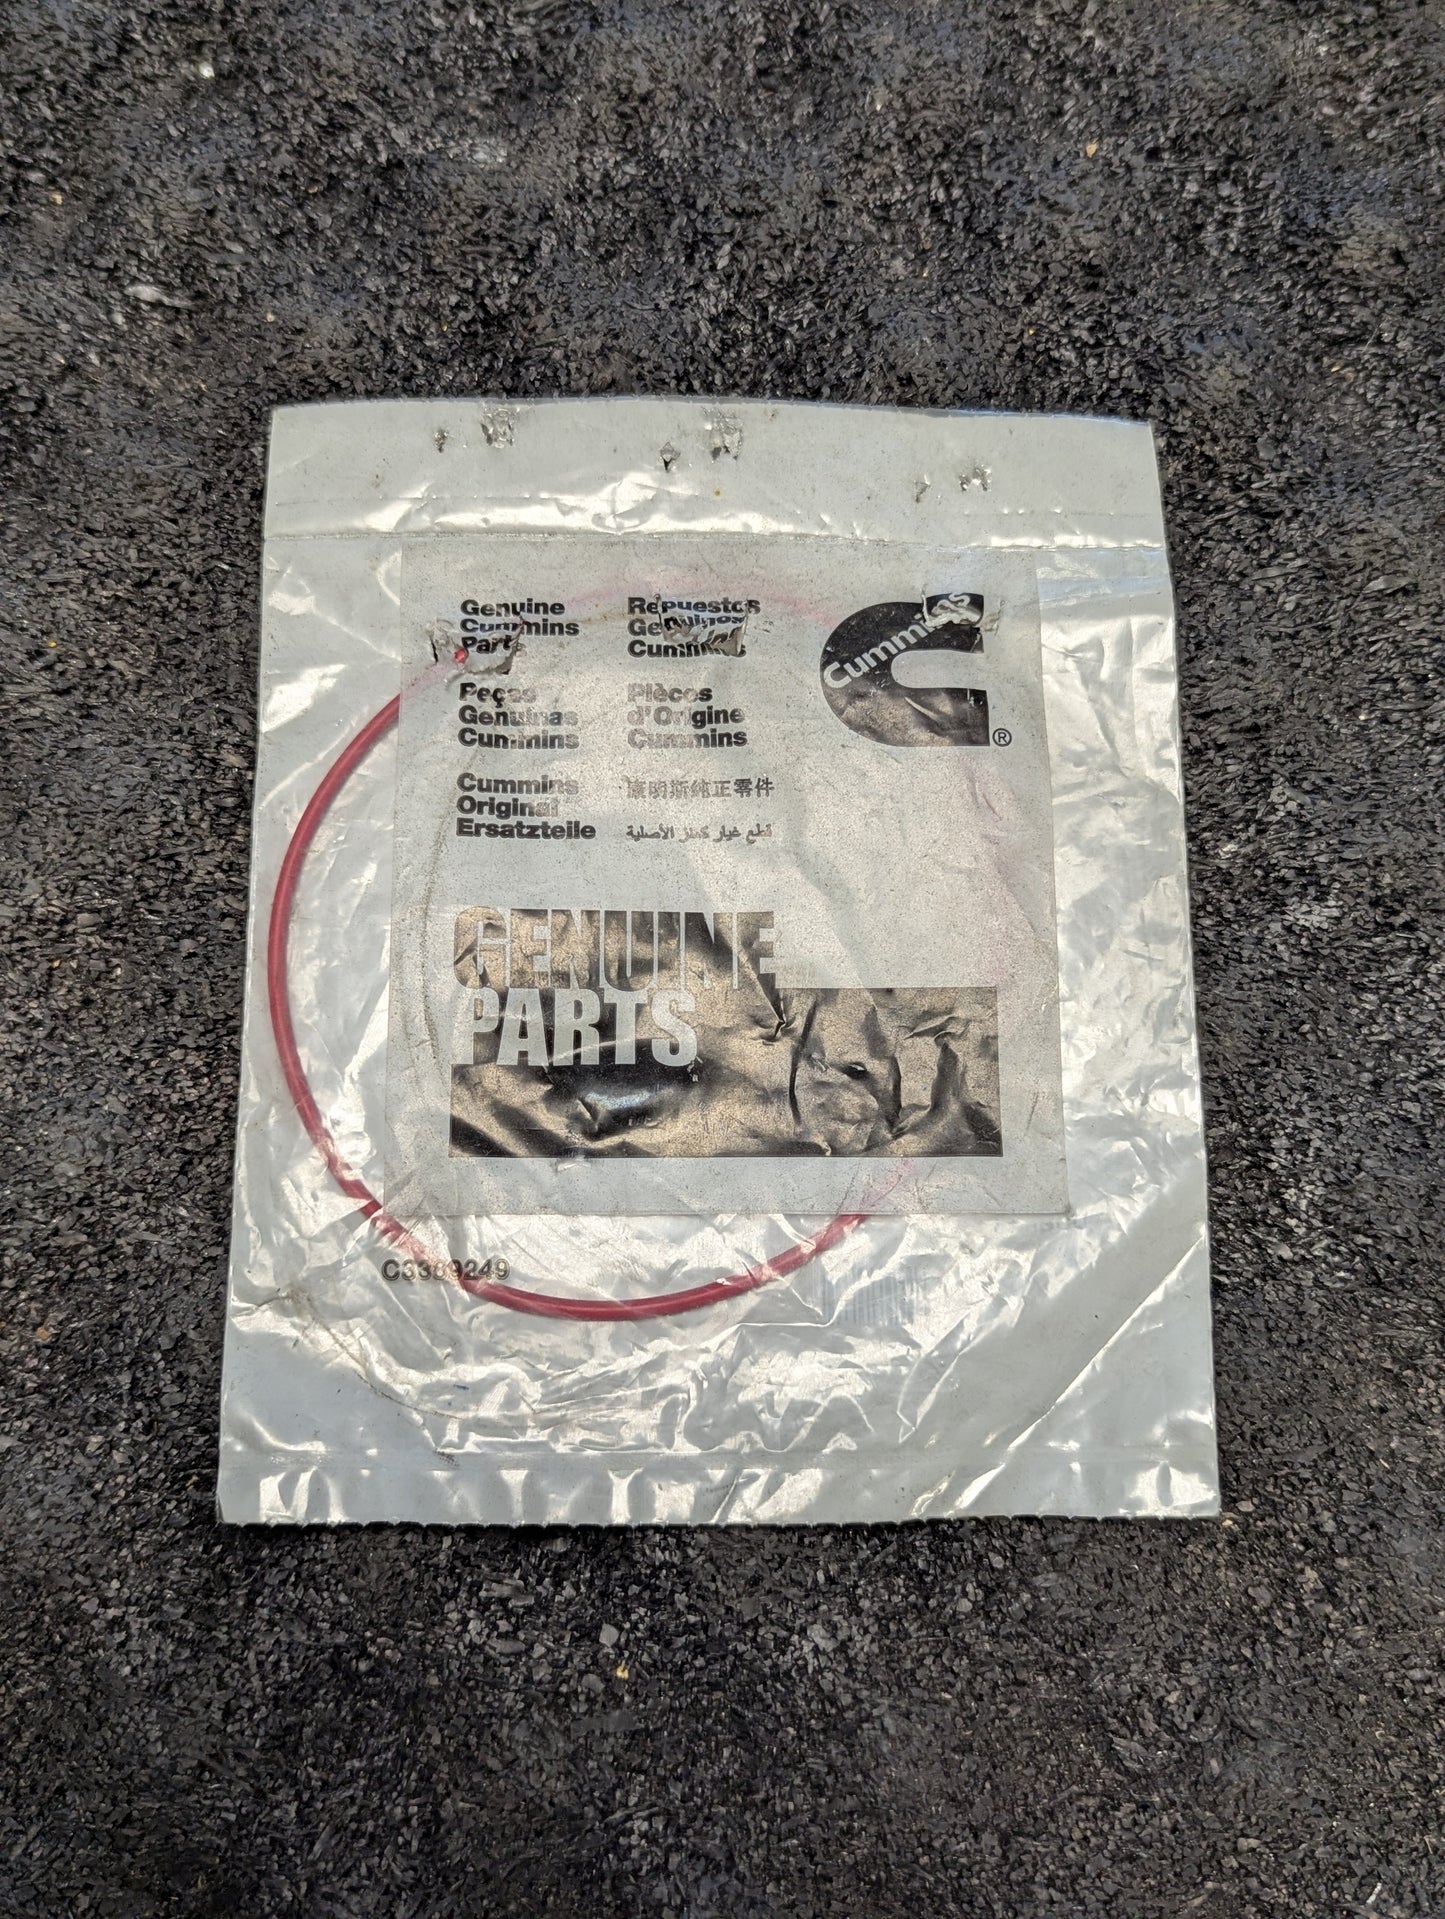 Genuine
Cummins
Parts
Repuestos
Genuinos
Cummins
Cummins
®
Peças
Genuinas
Cummins
Pièces
d'Origine
Cummins
Cummins
Original
Ersatzteile
康明斯纯正零件
قطع غيار كمنز الأصلية
GENUINE
PARTS
C3389249